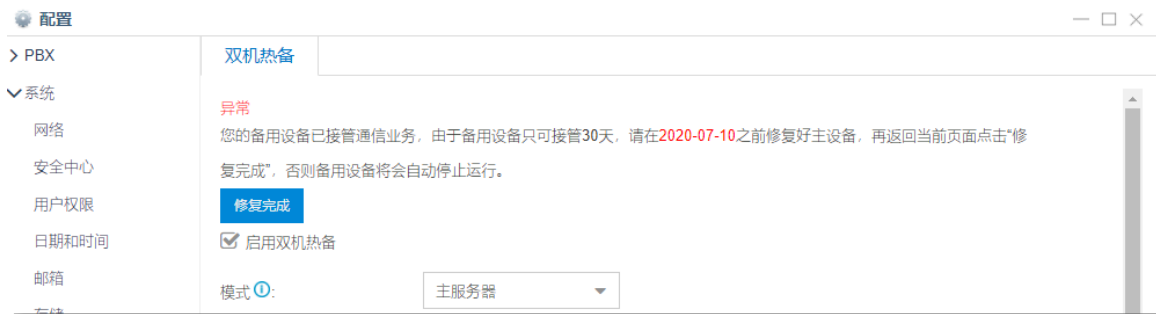 配置
PBX
系统
网络
安全中心
用户权限
日期和时间
邮箱
存储
双机热备
异常
您的备用设备已接管通信业务，由于备用设备只可接管30天，请在2020-07-10之前修复好主设备，再返回当前页面点击“修
复完成”，否则备用设备将会自动停止运行。
修复完成
启用双机热备
模式:
主服务器